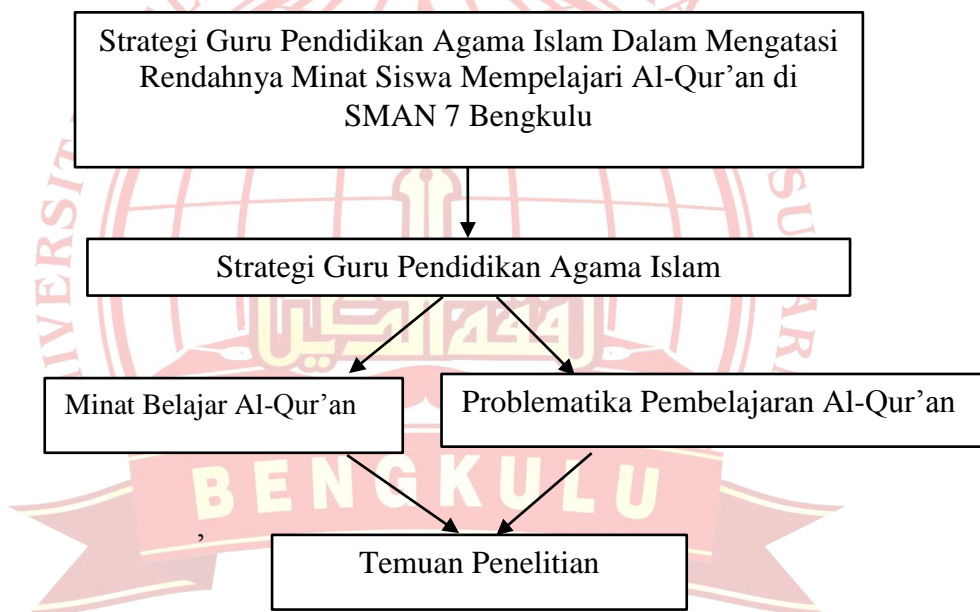 Strategi Guru Pendidikan Agama Islam Dalam Mengatasi
Rendahnya Minat Siswa Mempelajari Al-Qur’an di
SMAN 7 Bengkulu
Strategi Guru Pendidikan Agama Islam
Minat Belajar Al-Qur’an
Problematika Pembelajaran Al-Qur’an
BENGKULU
,
Temuan Penelitian